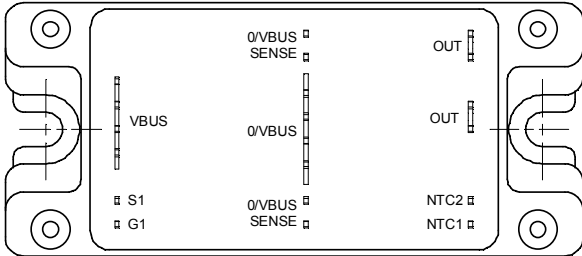 0/VBUS
SENSE
OUT
VBUS
0/VBUS
OUT
S1
0/VBUS
SENSE
NTC2
G1
NTC1